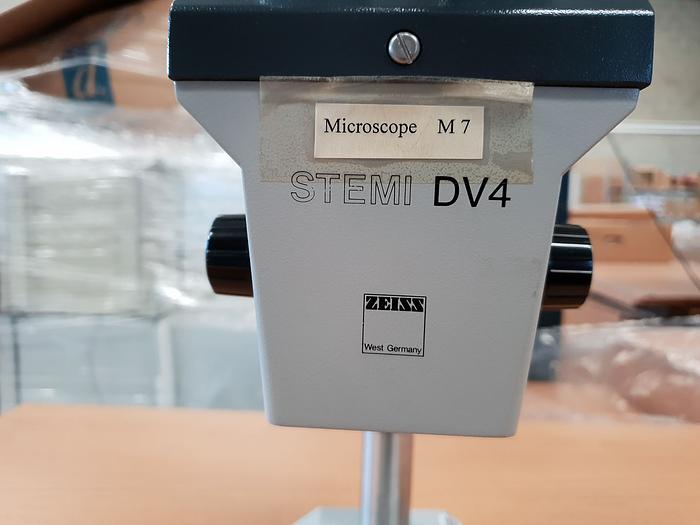 Microscope M 7
STEMI DV4
ZEISS
West Germany